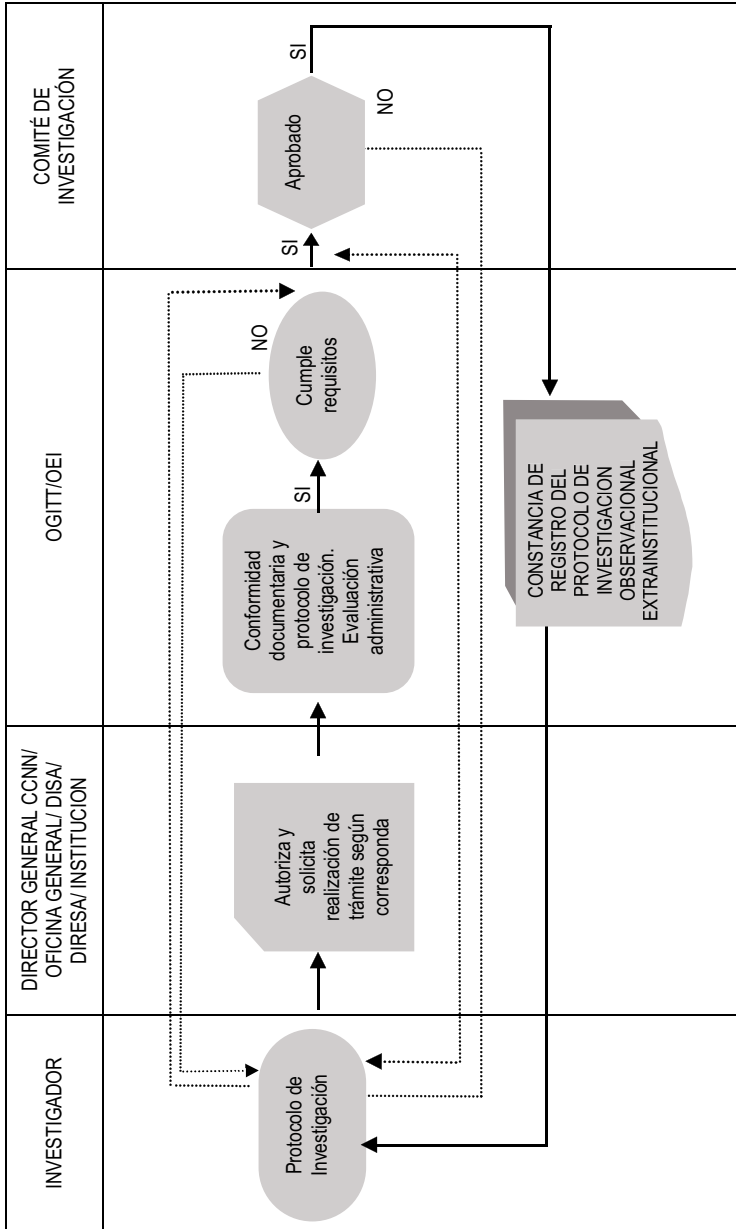 INVESTIGADOR
DIRECTOR GENERAL CCNN/
OFICINA GENERAL/ DISA/
DIRESA/ INSTITUCION
OGITT/OEI
COMITÉ DE
INVESTIGACIÓN
Protocolo de
Investigación
Autoriza y
solicita
realización de
trámite según
corresponda
Conformidad
documentaria y
protocolo de
investigación.
Evaluación
administrativa
SI
Cumple
requisitos
NO
SI
Aprobado
SI
NO
CONSTANCIA DE
REGISTRO DEL
PROTOCOLO DE
INVESTIGACION
OBSERVACIONAL
EXTRAINSTITUCIONAL